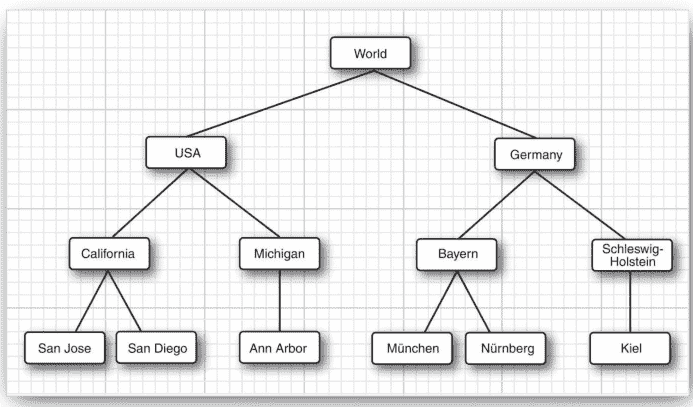 World
USA
Germany
California
Michigan
Bayern
Schleswig-
Holstein
San Jose
San Diego
Ann Arbor
München
Nürnberg
Kiel